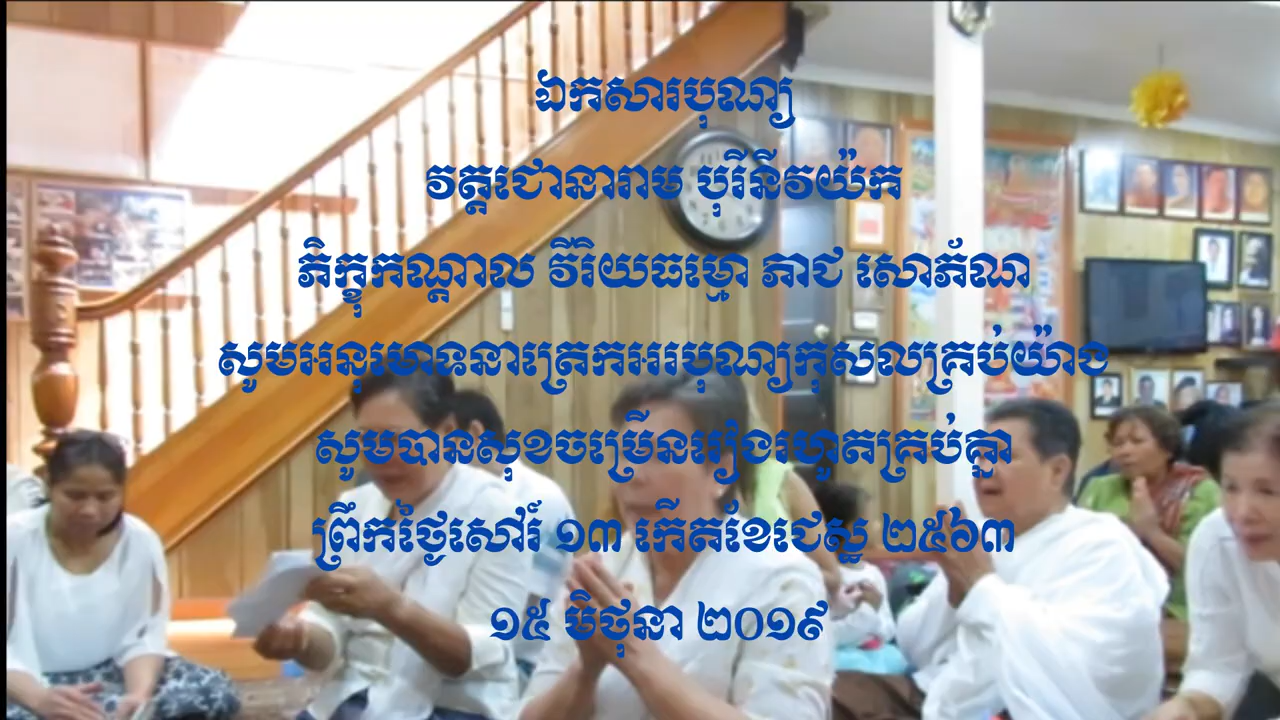 ឯកសារបុណ្យ
វត្តជោនារាម បុរីនីវយ៉ក
ភិក្ខុកណ្ដាល វីរិយធម្មោ ភាជ សោភ័ណ
សូមអនុមោទនាត្រេកអរបុណ្យកុសលគ្រប់យ៉ាង
សូមបានសុខចម្រើនរៀងរហូតគ្រប់គ្នា
ព្រឹកថ្ងៃសៅរ៍ ១៣ កើតខែជេស្ឋ ២៥៦៣
១៥ មិថុនា ២០១៩